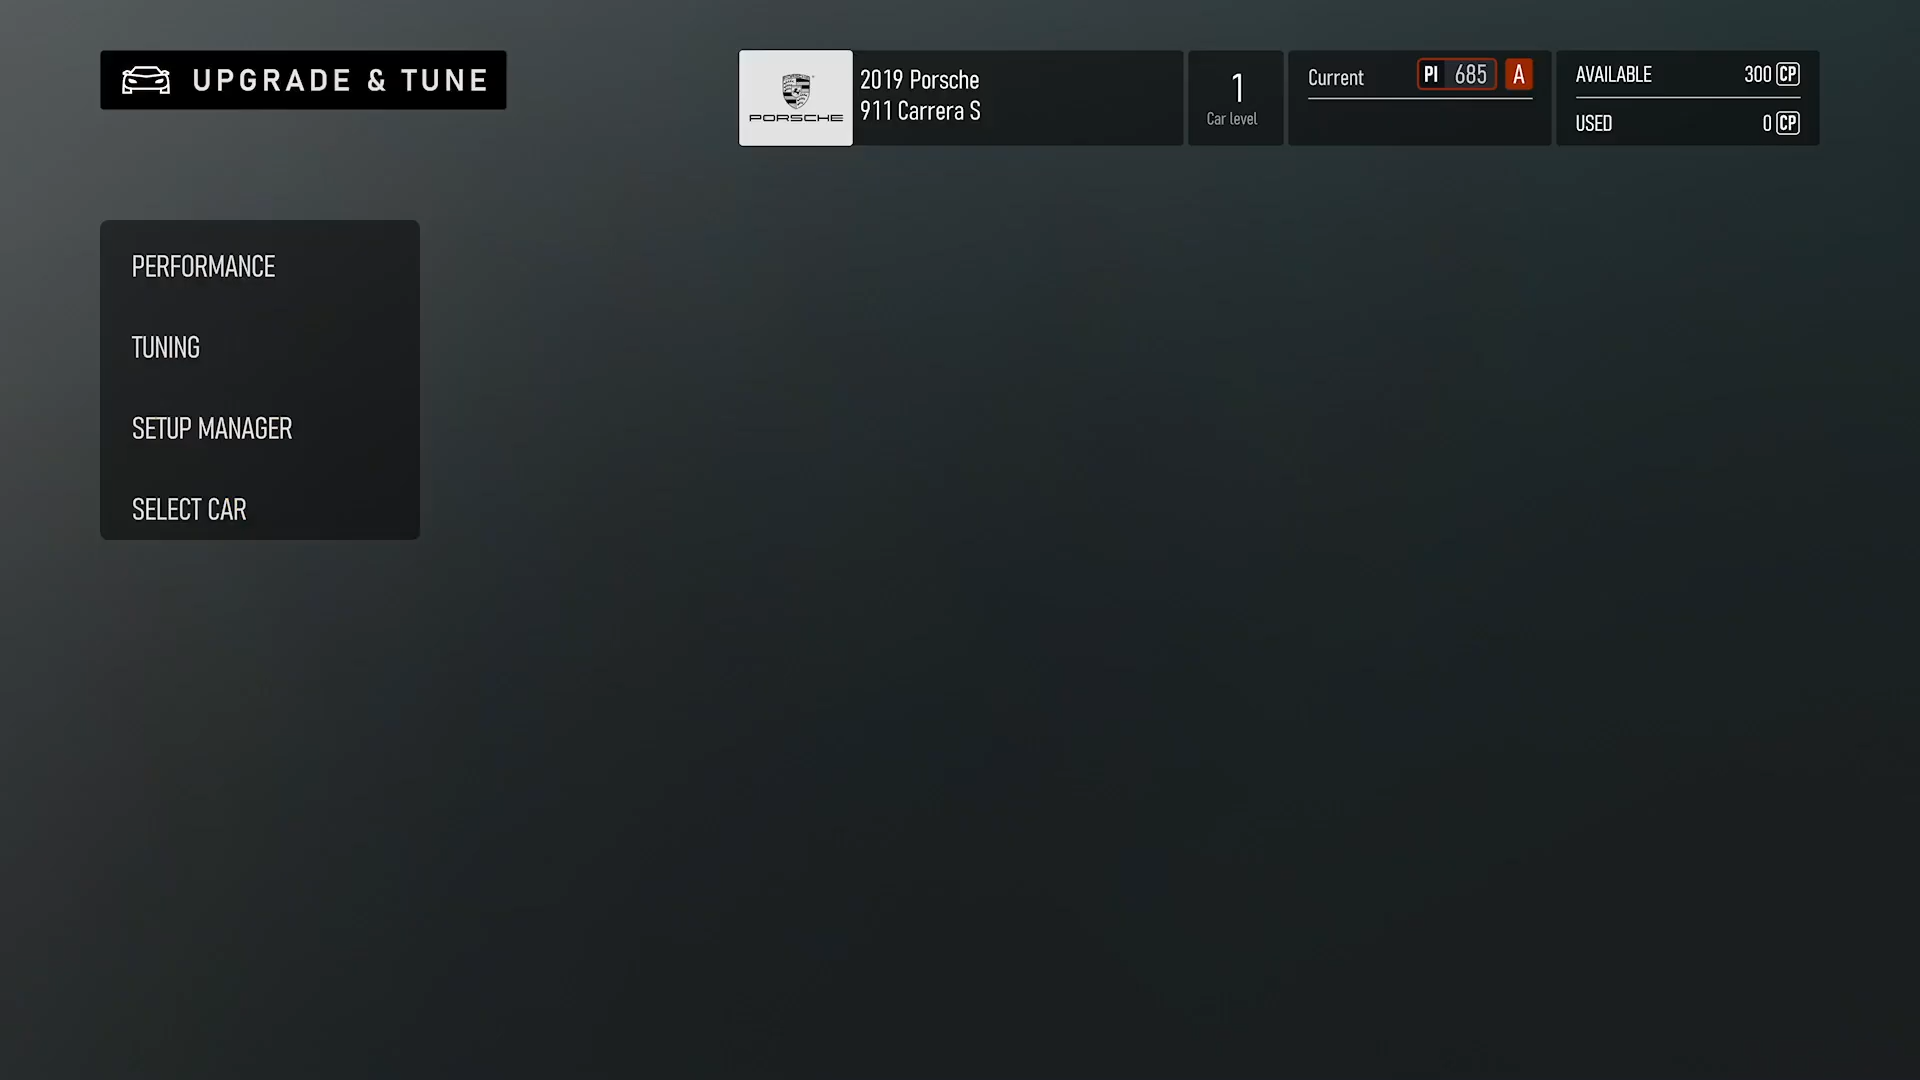 UPGRADE & TUNE
PORSCHE
2019 Porsche
911 Carrera S
1
Car level
Current PI 685 A
AVAILABLE 300 CP
USED 0 CP
PERFORMANCE
TUNING
SETUP MANAGER
SELECT CAR